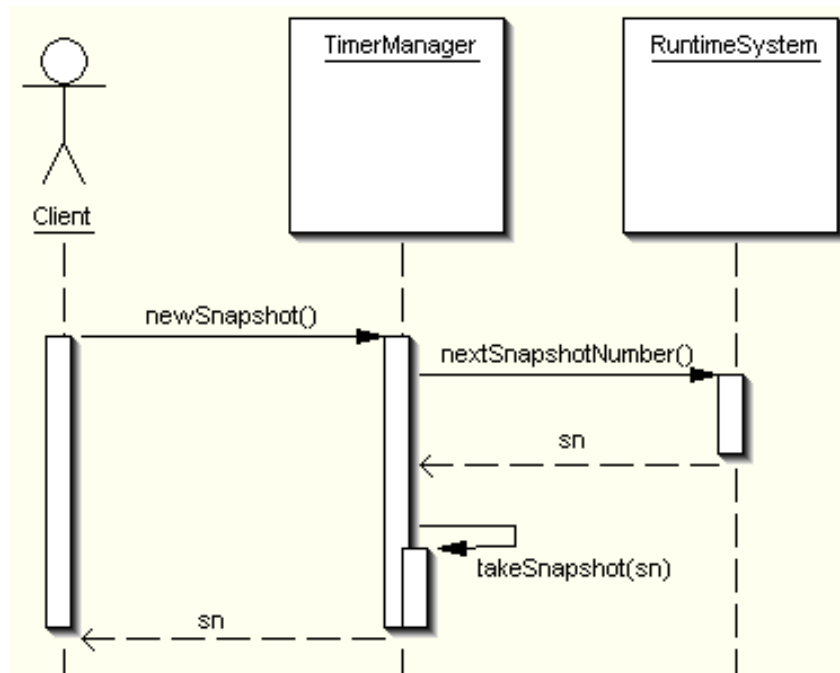 TimerManager
RuntimeSystem
Client
newSnapshot()
nextSnapshotNumber()
sn
takeSnapshot(sn)
sn